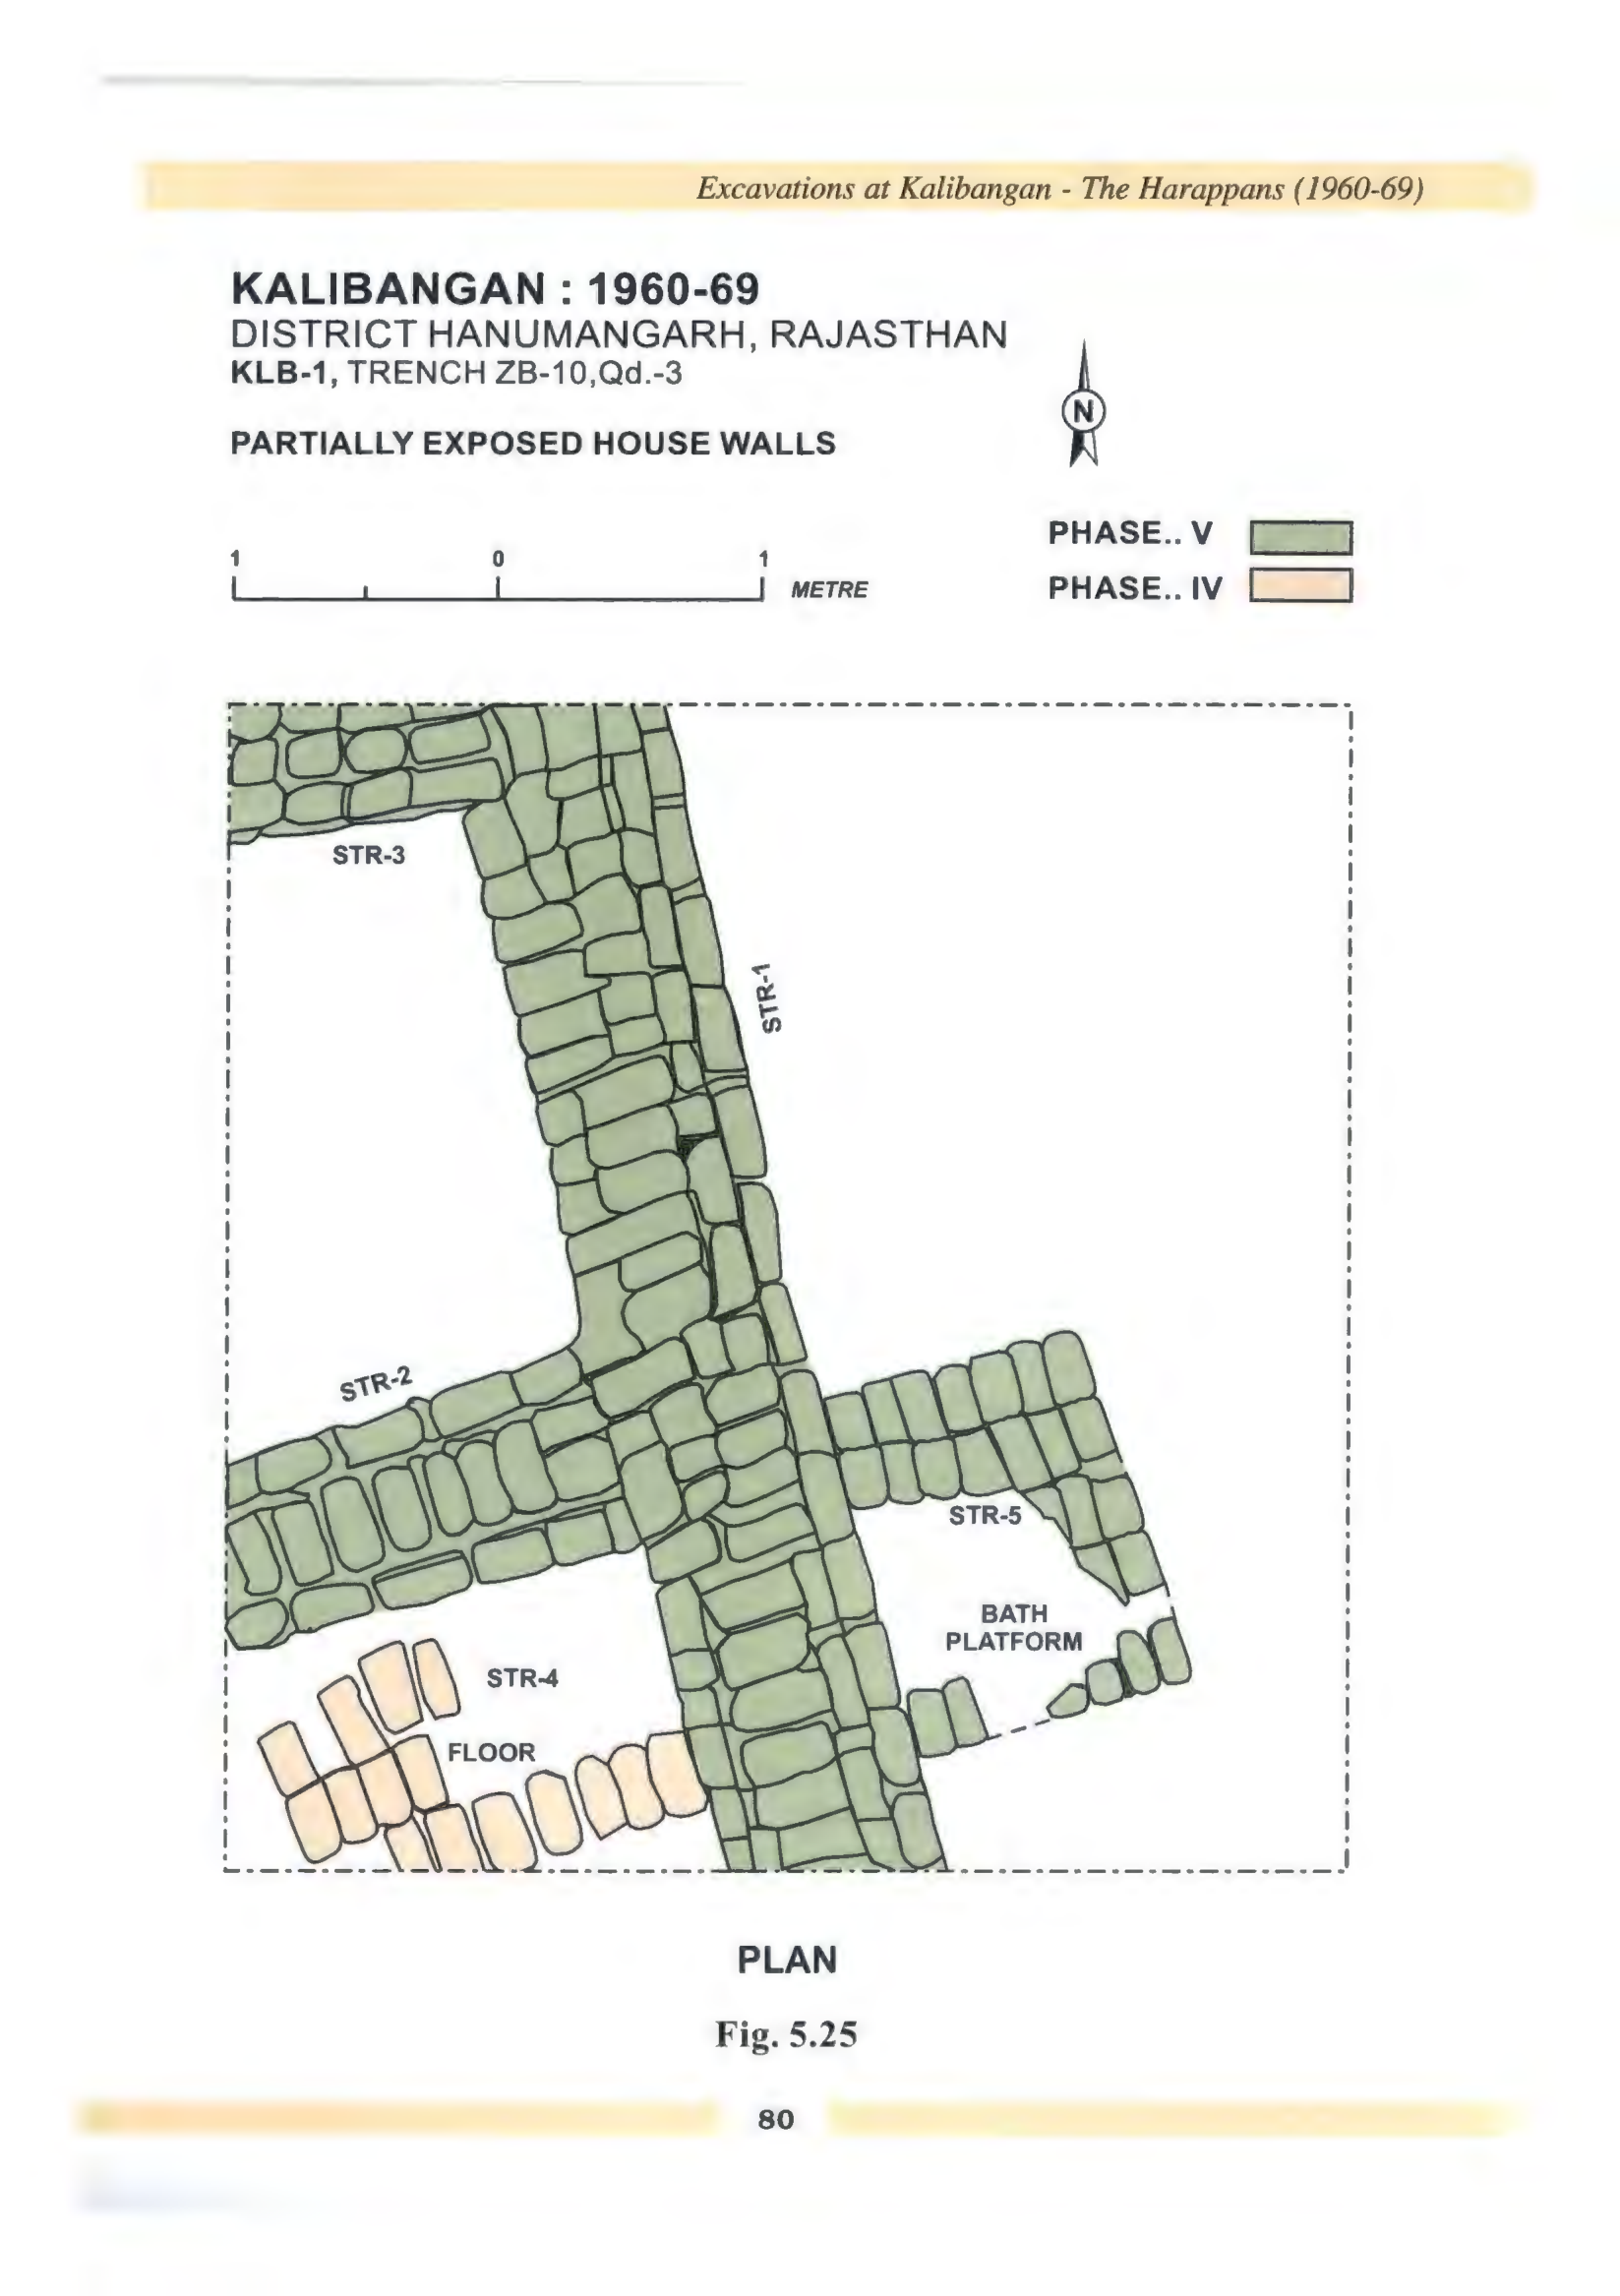 Excavations at Kalibangan - The Harappans (1960-69)
KALIBANGAN : 1960-69
DISTRICT HANUMANGARH, RAJASTHAN
KLB-1, TRENCH ZB-10,Qd.-3
PARTIALLY EXPOSED HOUSE WALLS
N
1 0 1
METRE
PHASE.. V
PHASE.. IV
STR-3
STR-1
STR-2
STR-5
BATH
PLATFORM
STR-4
FLOOR
PLAN
Fig. 5.25
80